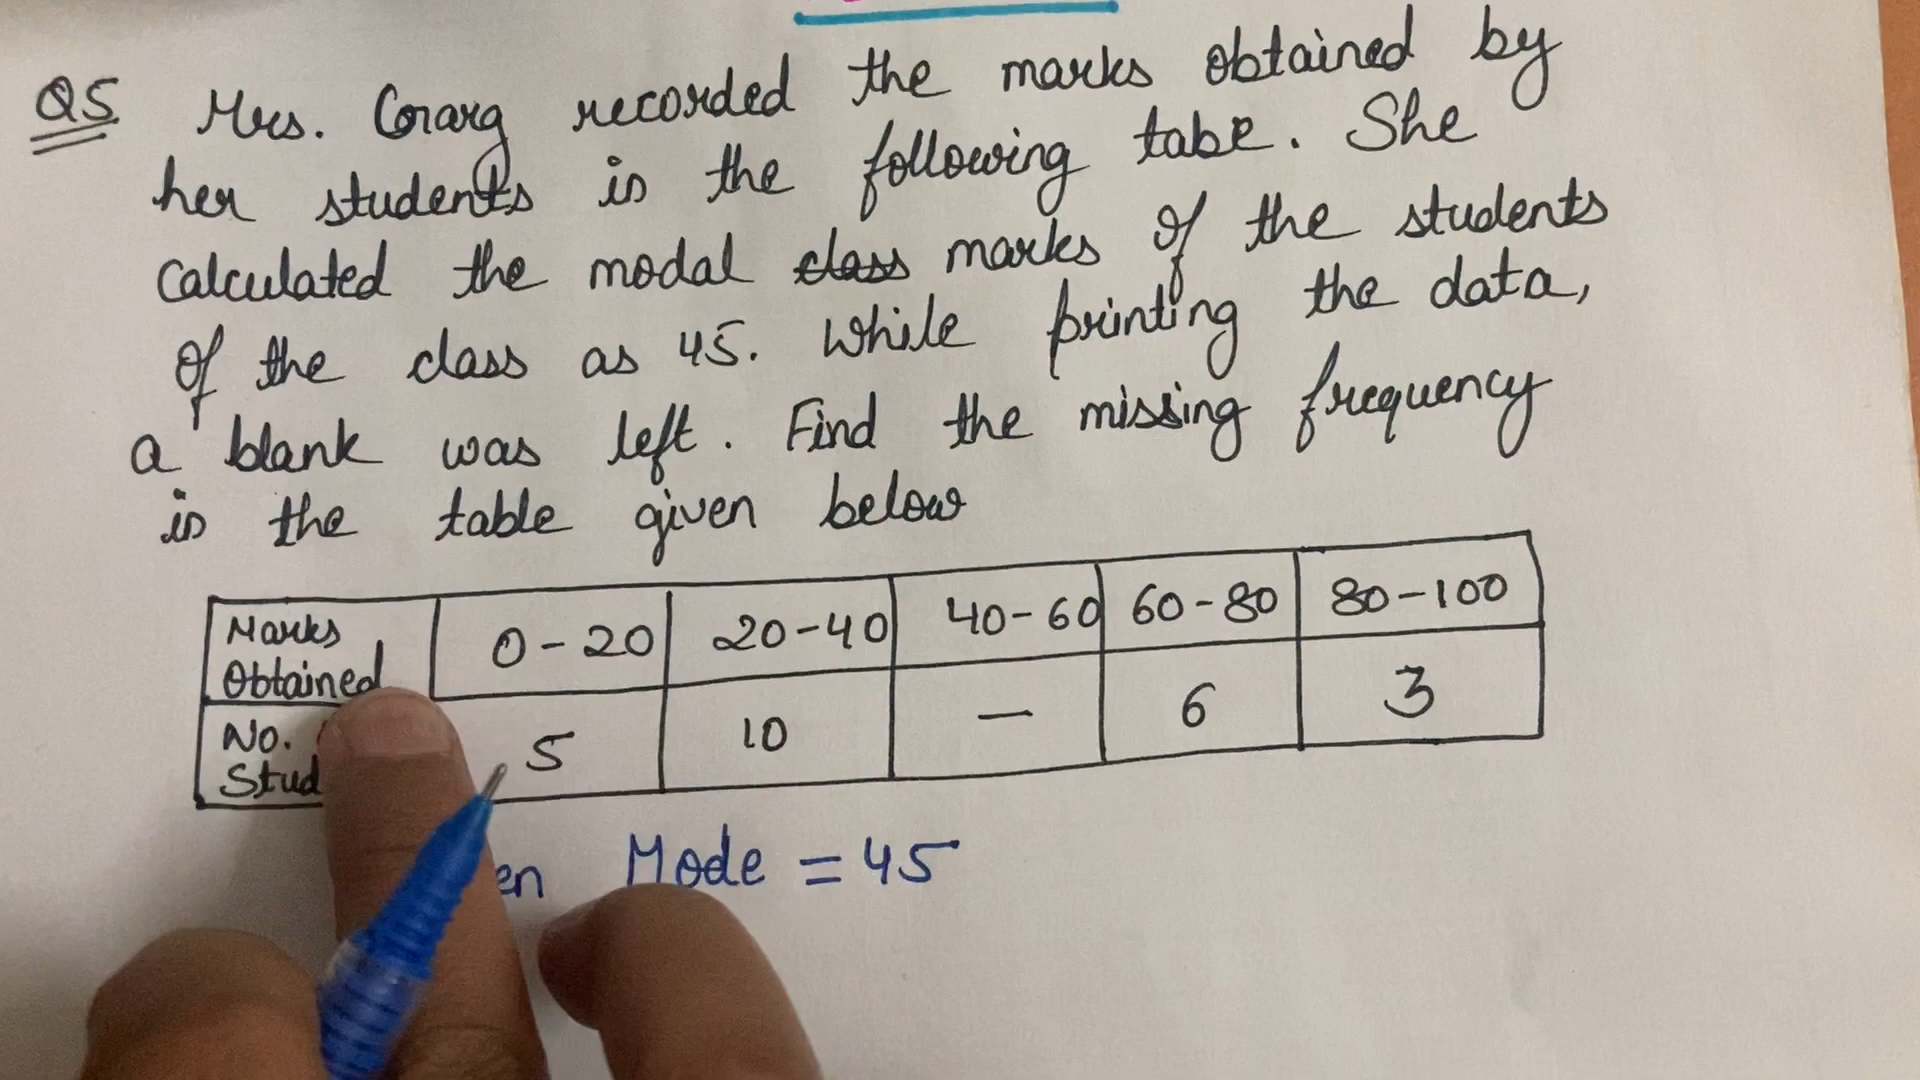 Q5 Mrs. Garg recorded the marks obtained by
her students in the following table. She
calculated the modal class marks of the students
of the class as 45. While printing the data,
a blank was left. Find the missing frequency
in the table given below
Marks Obtained 0-20 20-40 40-60 60-80 80-100
No. Stud 5 10 — 6 3
en Mode = 45